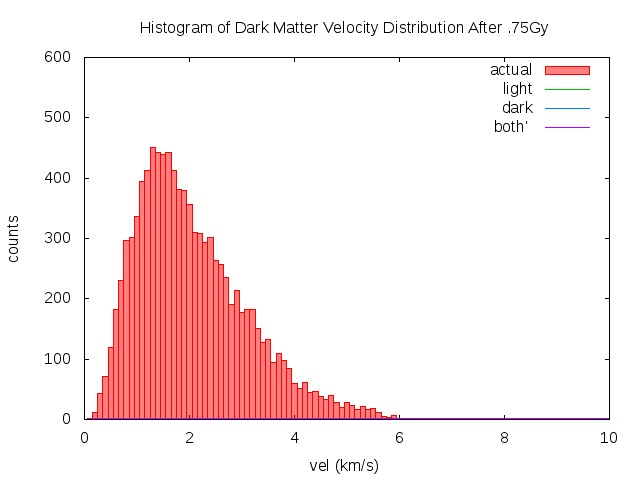 Histogram of Dark Matter Velocity Distribution After .75Gy
600
500
400
300
200
100
0
counts
actual
light
dark
both'
0 2 4 6 8 10
vel (km/s)